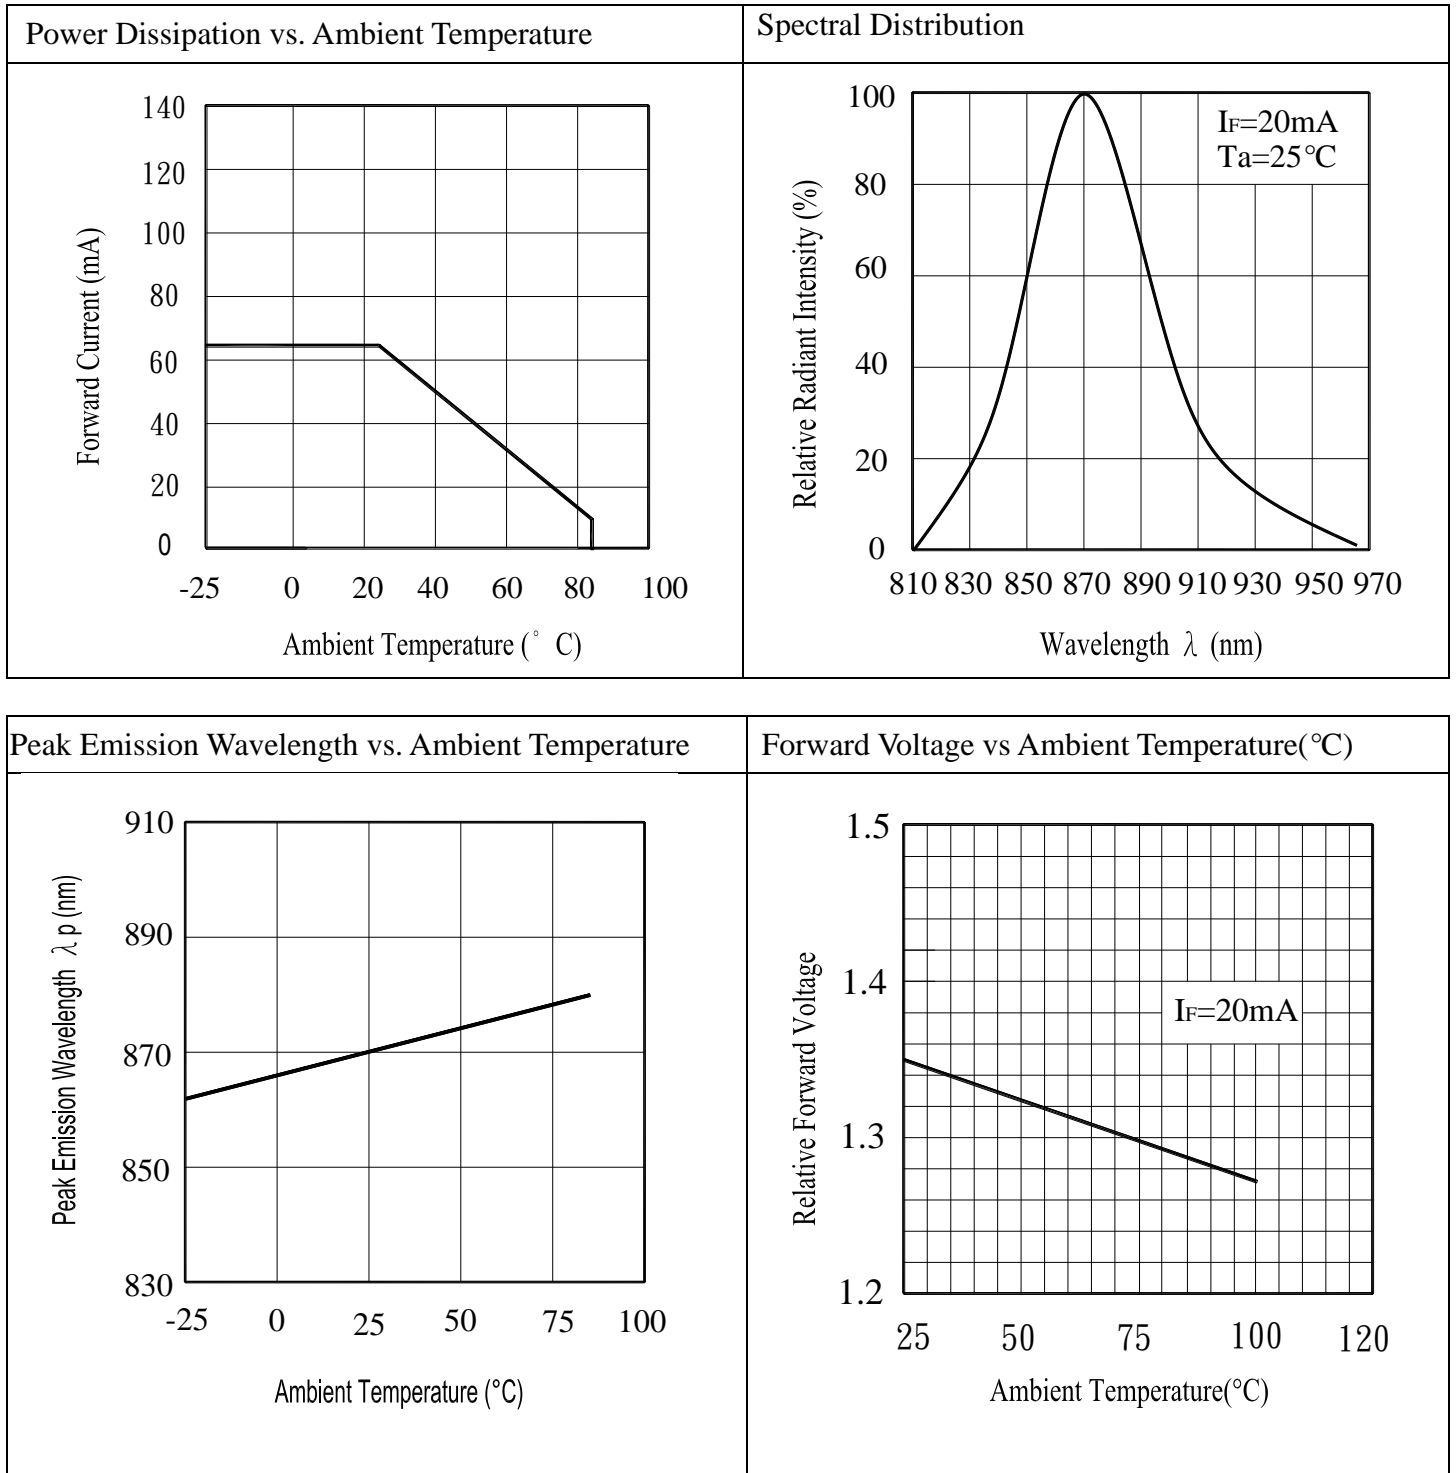 Power Dissipation vs. Ambient Temperature
140
120
100
80
60
40
20
0
-25 0 20 40 60 80 100
Forward Current (mA)
Ambient Temperature (° C)
Spectral Distribution
100
80
60
40
20
0
810 830 850 870 890 910 930 950 970
IF=20mA
Ta=25°C
Relative Radiant Intensity (%)
Wavelength λ (nm)
Peak Emission Wavelength vs. Ambient Temperature
910
890
870
850
830
-25 0 25 50 75 100
Peak Emission Wavelength λ p (nm)
Ambient Temperature (°C)
Forward Voltage vs Ambient Temperature(°C)
1.5
1.4
1.3
1.2
25 50 75 100 120
IF=20mA
Relative Forward Voltage
Ambient Temperature(°C)